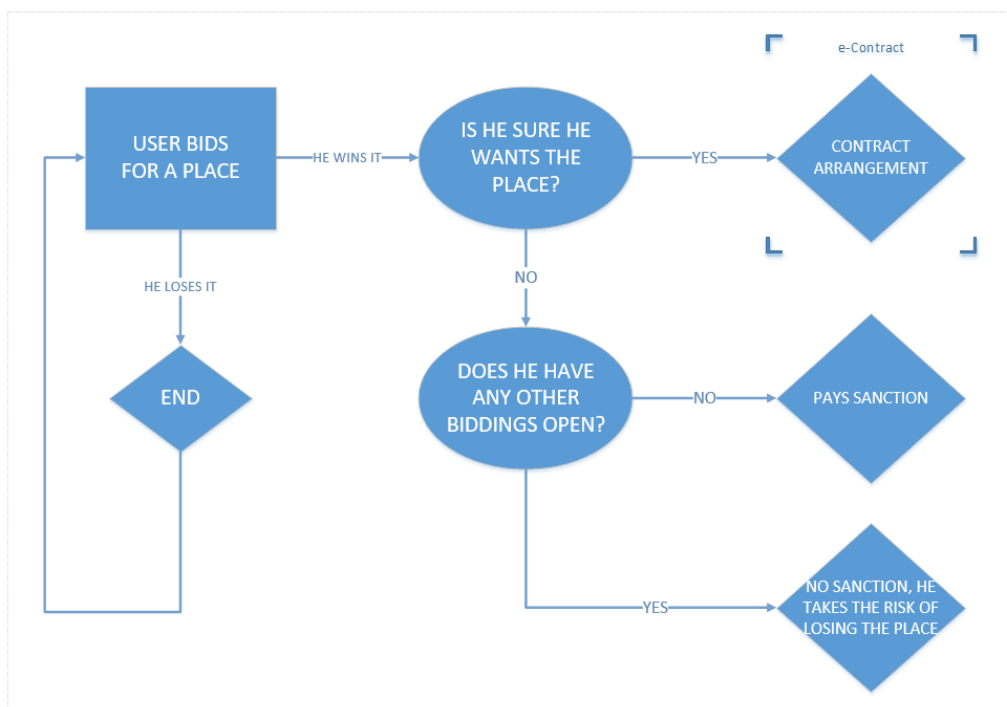 e-Contract
USER BIDS
FOR A PLACE
HE WINS IT
IS HE SURE HE
WANTS THE
PLACE?
YES
CONTRACT
ARRANGEMENT
HE LOSES IT
NO
END
DOES HE HAVE
ANY OTHER
BIDDINGS OPEN?
NO
PAYS SANCTION
YES
NO SANCTION, HE
TAKES THE RISK OF
LOSING THE PLACE